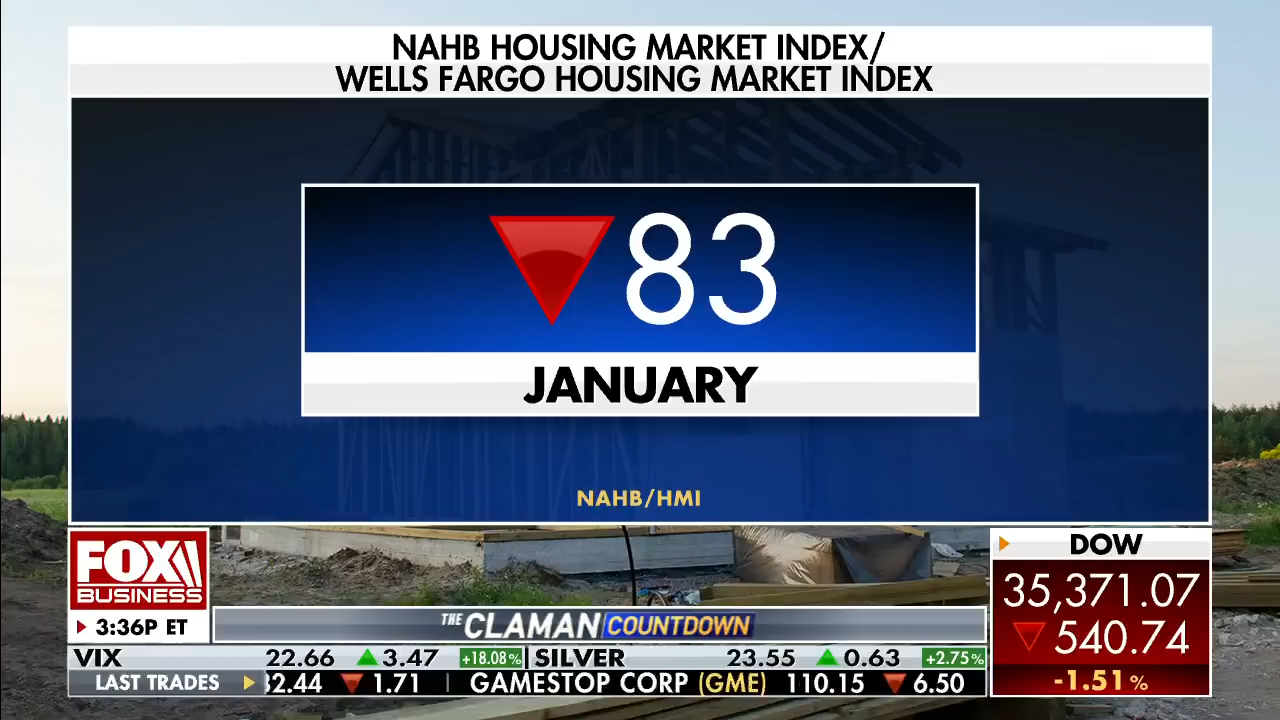 NAHB HOUSING MARKET INDEX/
WELLS FARGO HOUSING MARKET INDEX
83
JANUARY
NAHB/HMI
FOX
BUSINESS
3:36P ET
THE CLAMAN COUNTDOWN
DOW
35,371.07
540.74
-1.51%
VIX 22.66 3.47 +18.08% SILVER 23.55 0.63 +2.75%
LAST TRADES 2.44 1.71 | GAMESTOP CORP (GME) 110.15 6.50